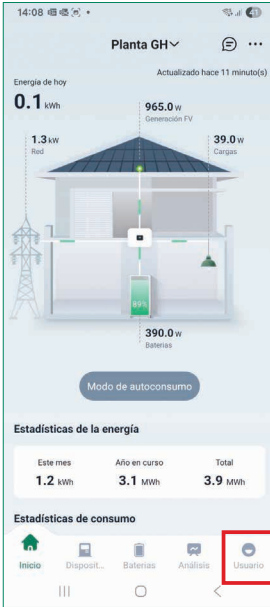 14:08
41
Planta GH
Actualizado hace 11 minuto(s)
Energía de hoy
0.1 kWh
965.0 W
Generación FV
1.3 kW
Red
39.0 W
Cargas
89%
390.0 W
Baterias
Modo de autoconsumo
Estadísticas de la energía
Este mes Año en curso Total
1.2 kWh 3.1 MWh 3.9 MWh
Estadísticas de consumo
Inicio Disposit... Baterias Análisis Usuario